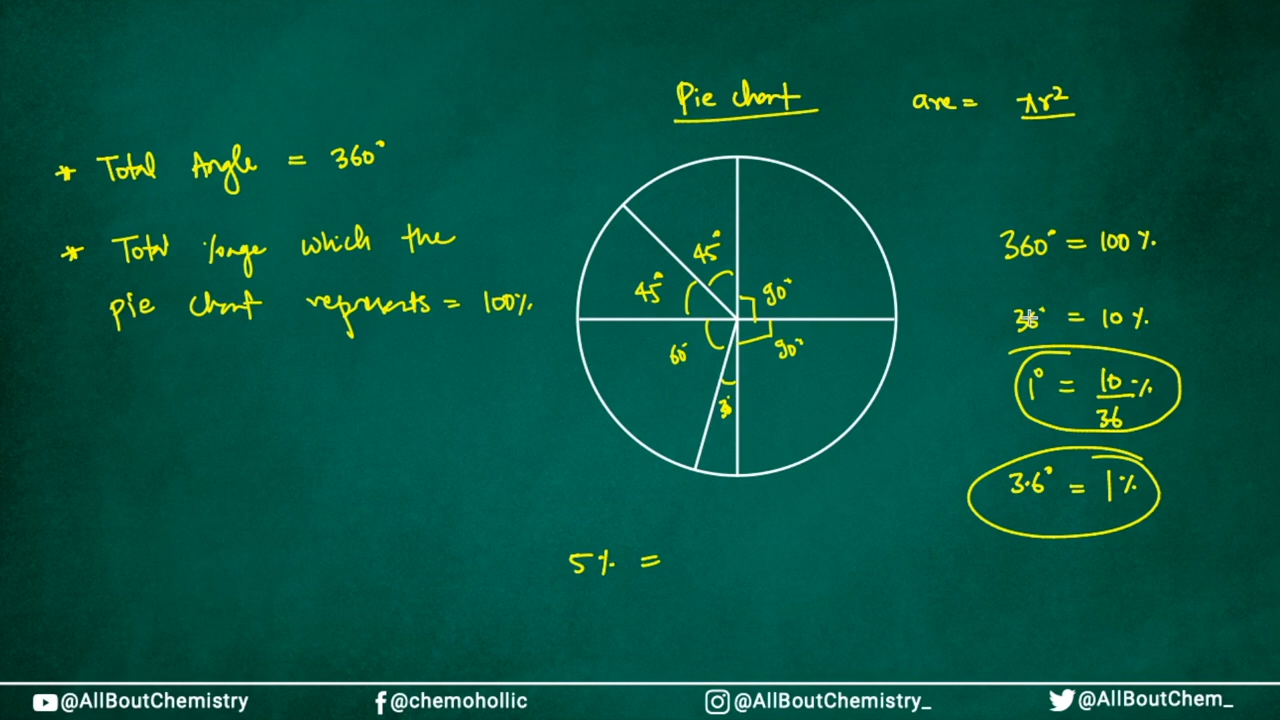 Pie chart
are = πr²
* Total Angle = 360°
* Total %age which the
pie chart represents = 100%
45°
45°
90°
60°
90°
30°
360° = 100%.
36° = 10%.
1° = 10/36 %
3.6° = 1%
5% =
@AllBoutChemistry
@chemohollic
@AllBoutChemistry_
@AllBoutChem_